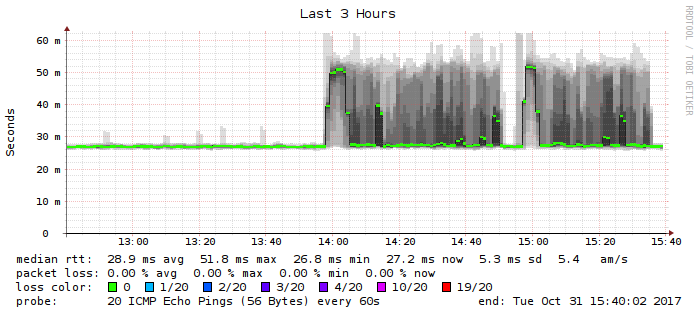 Last 3 Hours
RRDTOOL / TOBI OETIKER
Seconds
60 m
50 m
40 m
30 m
20 m
10 m
0
13:00 13:20 13:40 14:00 14:20 14:40 15:00 15:20 15:40
median rtt: 28.9 ms avg 51.8 ms max 26.8 ms min 27.2 ms now 5.3 ms sd 5.4 am/s
packet loss: 0.00 % avg 0.00 % max 0.00 % min 0.00 % now
loss color: 0 1/20 2/20 3/20 4/20 10/20 19/20
probe: 20 ICMP Echo Pings (56 Bytes) every 60s end: Tue Oct 31 15:40:02 2017